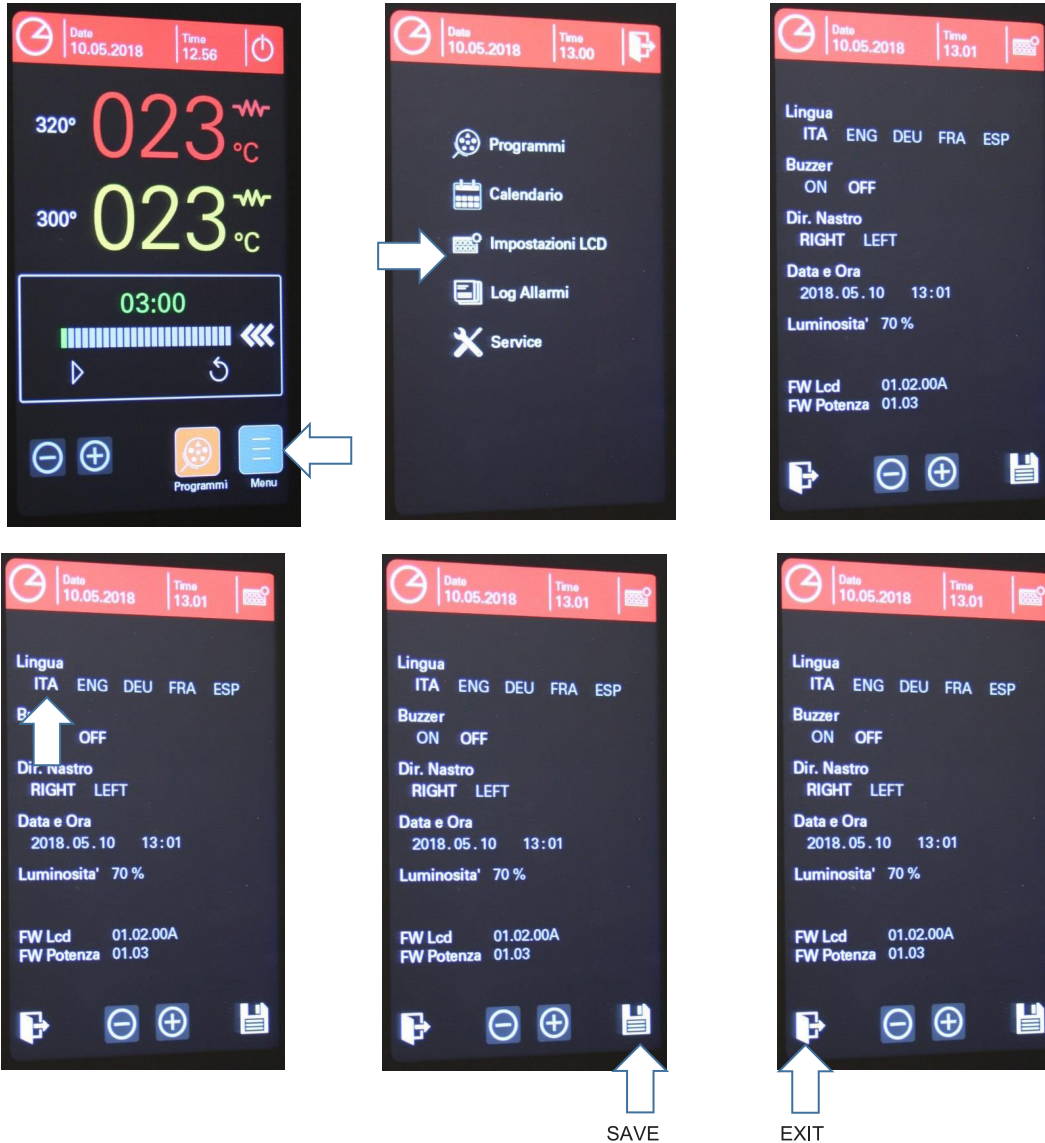 Date
10.05.2018
Time
12.56
320°
023
°C
300°
023
°C
03:00
Programmi
Menu
Date
10.05.2018
Time
13.00
Programmi
Calendario
Impostazioni LCD
Log Allarmi
Service
Date
10.05.2018
Time
13.01
Lingua
ITA ENG DEU FRA ESP
Buzzer
ON OFF
Dir. Nastro
RIGHT LEFT
Data e Ora
2018.05.10 13:01
Luminosita' 70 %
FW Lcd 01.02.00A
FW Potenza 01.03
Date
10.05.2018
Time
13.01
Lingua
ITA ENG DEU FRA ESP
OFF
Dir. Nastro
RIGHT LEFT
Data e Ora
2018.05.10 13:01
Luminosita' 70 %
FW Lcd 01.02.00A
FW Potenza 01.03
Date
10.05.2018
Time
13.01
Lingua
ITA ENG DEU FRA ESP
Buzzer
ON OFF
Dir. Nastro
RIGHT LEFT
Data e Ora
2018.05.10 13:01
Luminosita' 70 %
FW Lcd 01.02.00A
FW Potenza 01.03
SAVE
Date
10.05.2018
Time
13.01
Lingua
ITA ENG DEU FRA ESP
Buzzer
ON OFF
Dir. Nastro
RIGHT LEFT
Data e Ora
2018.05.10 13:01
Luminosita' 70 %
FW Lcd 01.02.00A
FW Potenza 01.03
EXIT